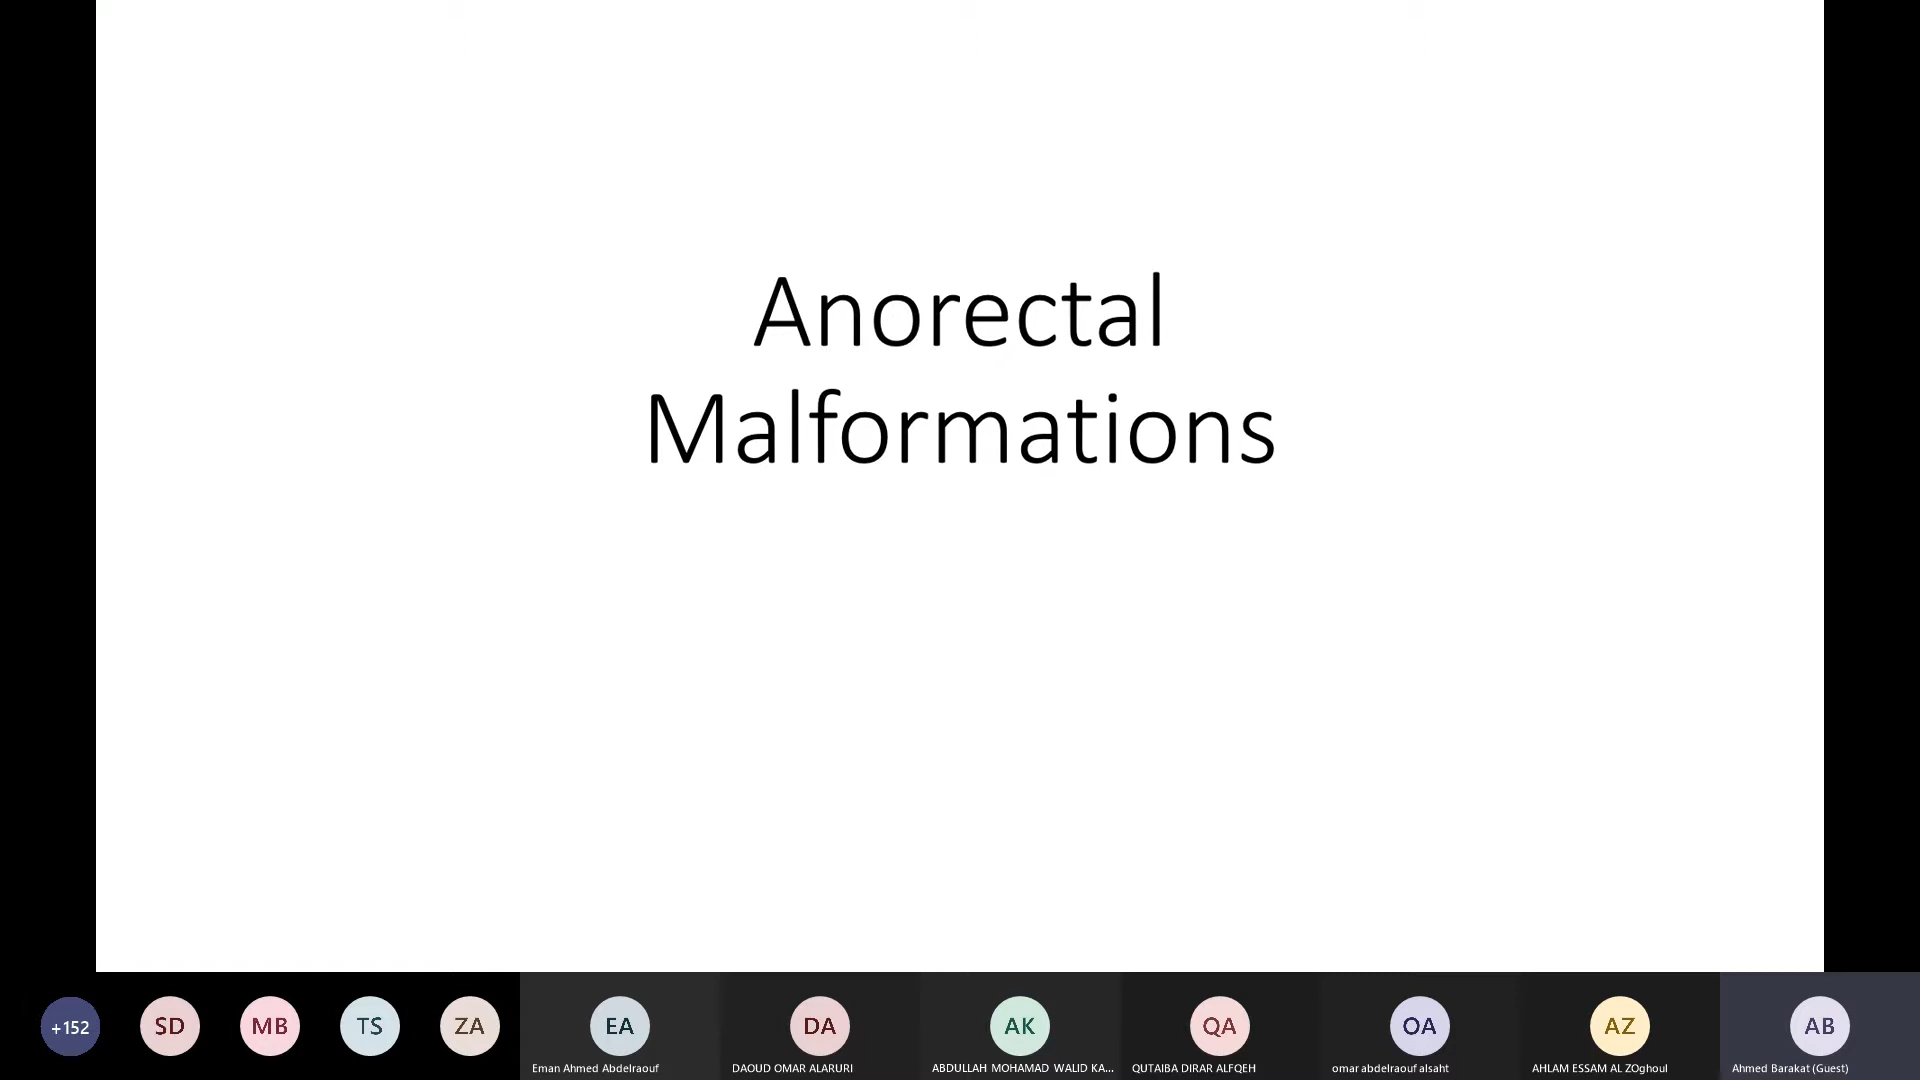 Anorectal
Malformations
+152
SD
MB
TS
ZA
EA
DA
AK
QA
OA
AZ
AB
Eman Ahmed Abdelraouf
DAOUD OMAR ALARURI
ABDULLAH MOHAMAD WALID KA...
QUTAIBA DIRAR ALFQEH
omar abdelraouf alsaht
AHLAM ESSAM AL ZOghoul
Ahmed Barakat (Guest)